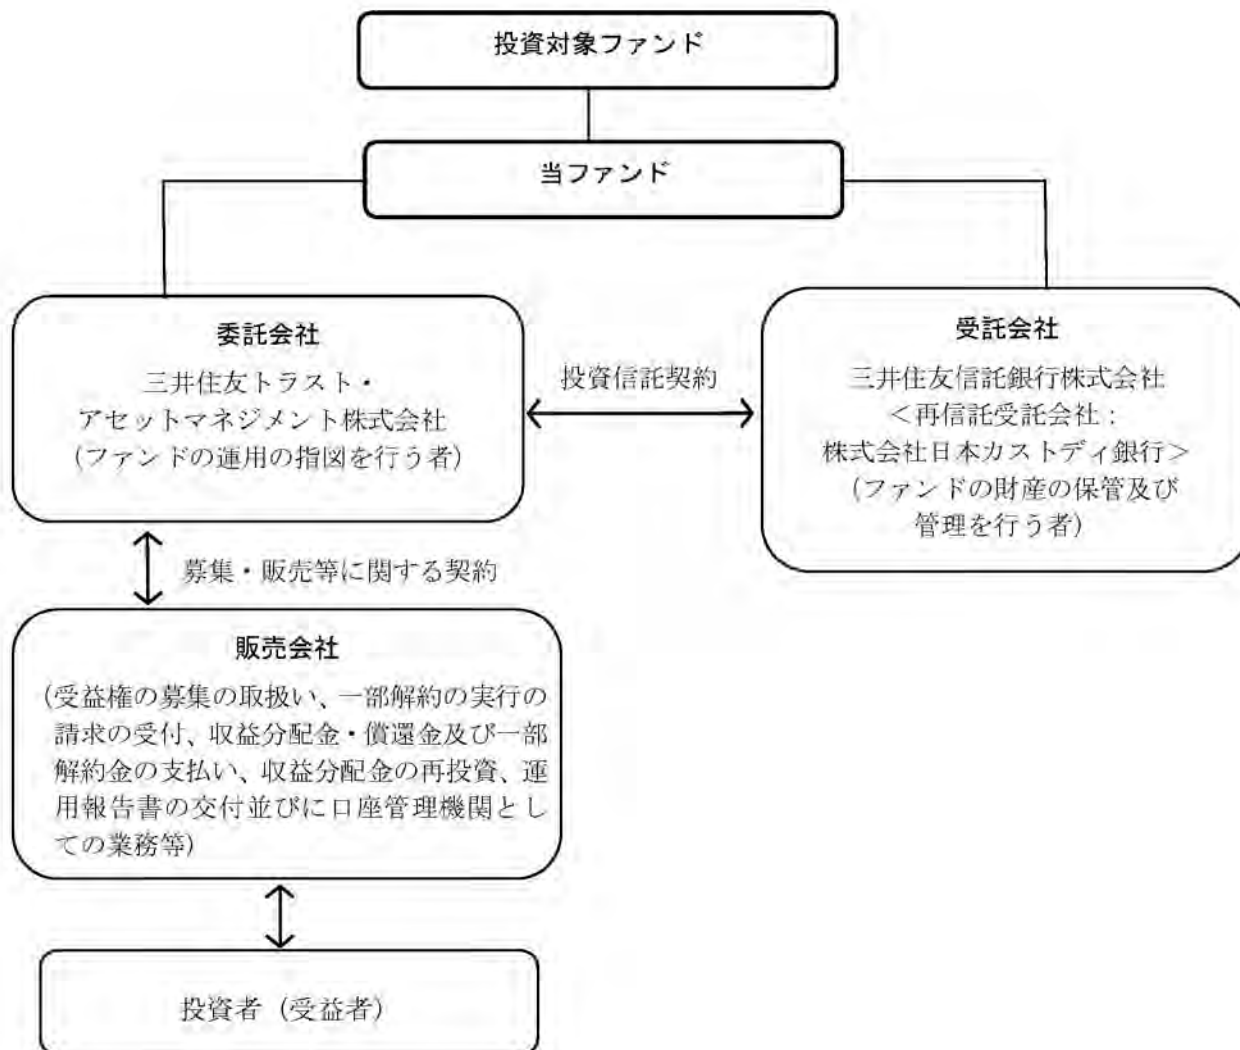 投資対象ファンド
当ファンド
委託会社
三井住友トラスト・
アセットマネジメント株式会社
(ファンドの運用の指図を行う者)
投資信託契約
受託会社
三井住友信託銀行株式会社
＜再信託受託会社：
株式会社日本カストディ銀行＞
(ファンドの財産の保管及び
管理を行う者)
募集・販売等に関する契約
販売会社
(受益権の募集の取扱い、一部解約の実行の
請求の受付、収益分配金・償還金及び一部
解約金の支払い、収益分配金の再投資、運
用報告書の交付並びに口座管理機関とし
ての業務等)
投資者（受益者）